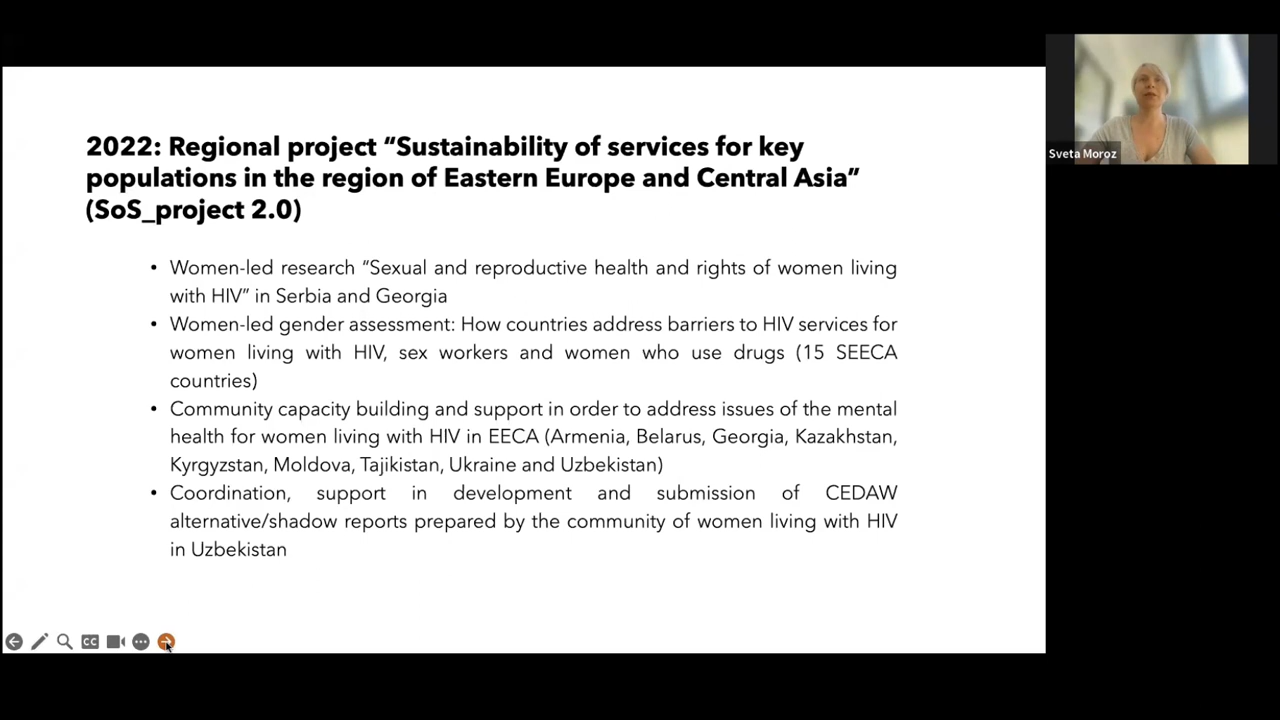 2022: Regional project “Sustainability of services for key
populations in the region of Eastern Europe and Central Asia”
(SoS_project 2.0)
• Women-led research “Sexual and reproductive health and rights of women living
with HIV” in Serbia and Georgia
• Women-led gender assessment: How countries address barriers to HIV services for
women living with HIV, sex workers and women who use drugs (15 SEECA
countries)
• Community capacity building and support in order to address issues of the mental
health for women living with HIV in EECA (Armenia, Belarus, Georgia, Kazakhstan,
Kyrgyzstan, Moldova, Tajikistan, Ukraine and Uzbekistan)
• Coordination, support in development and submission of CEDAW
alternative/shadow reports prepared by the community of women living with HIV
in Uzbekistan
CC
Sveta Moroz